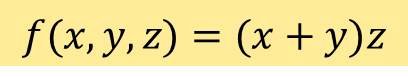 f(x, y, z) = (x + y)z